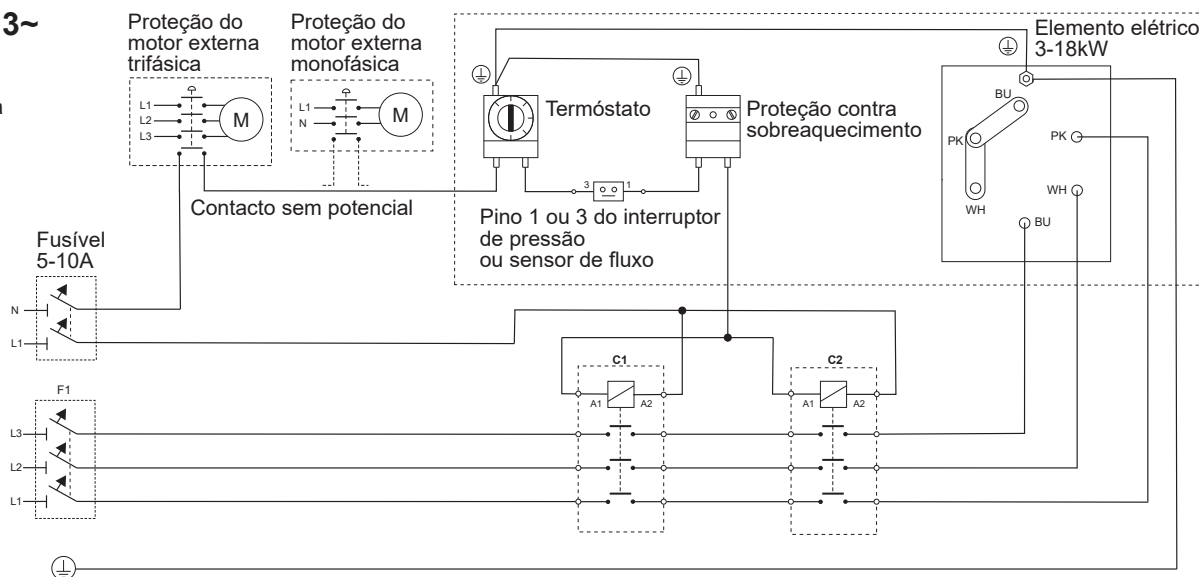 3~
a
Proteção do
motor externa
trifásica
L1
L2
L3
M
Proteção do
motor externa
monofásica
L1
N
M
Contacto sem potencial
Termóstato
Proteção contra
sobreaquecimento
3
1
Pino 1 ou 3 do interruptor
de pressão
ou sensor de fluxo
Elemento elétrico
3-18kW
BU
PK
WH
PK
WH
BU
Fusível
5-10A
N
L1
F1
L3
L2
L1
C1
A1
A2
C2
A1
A2